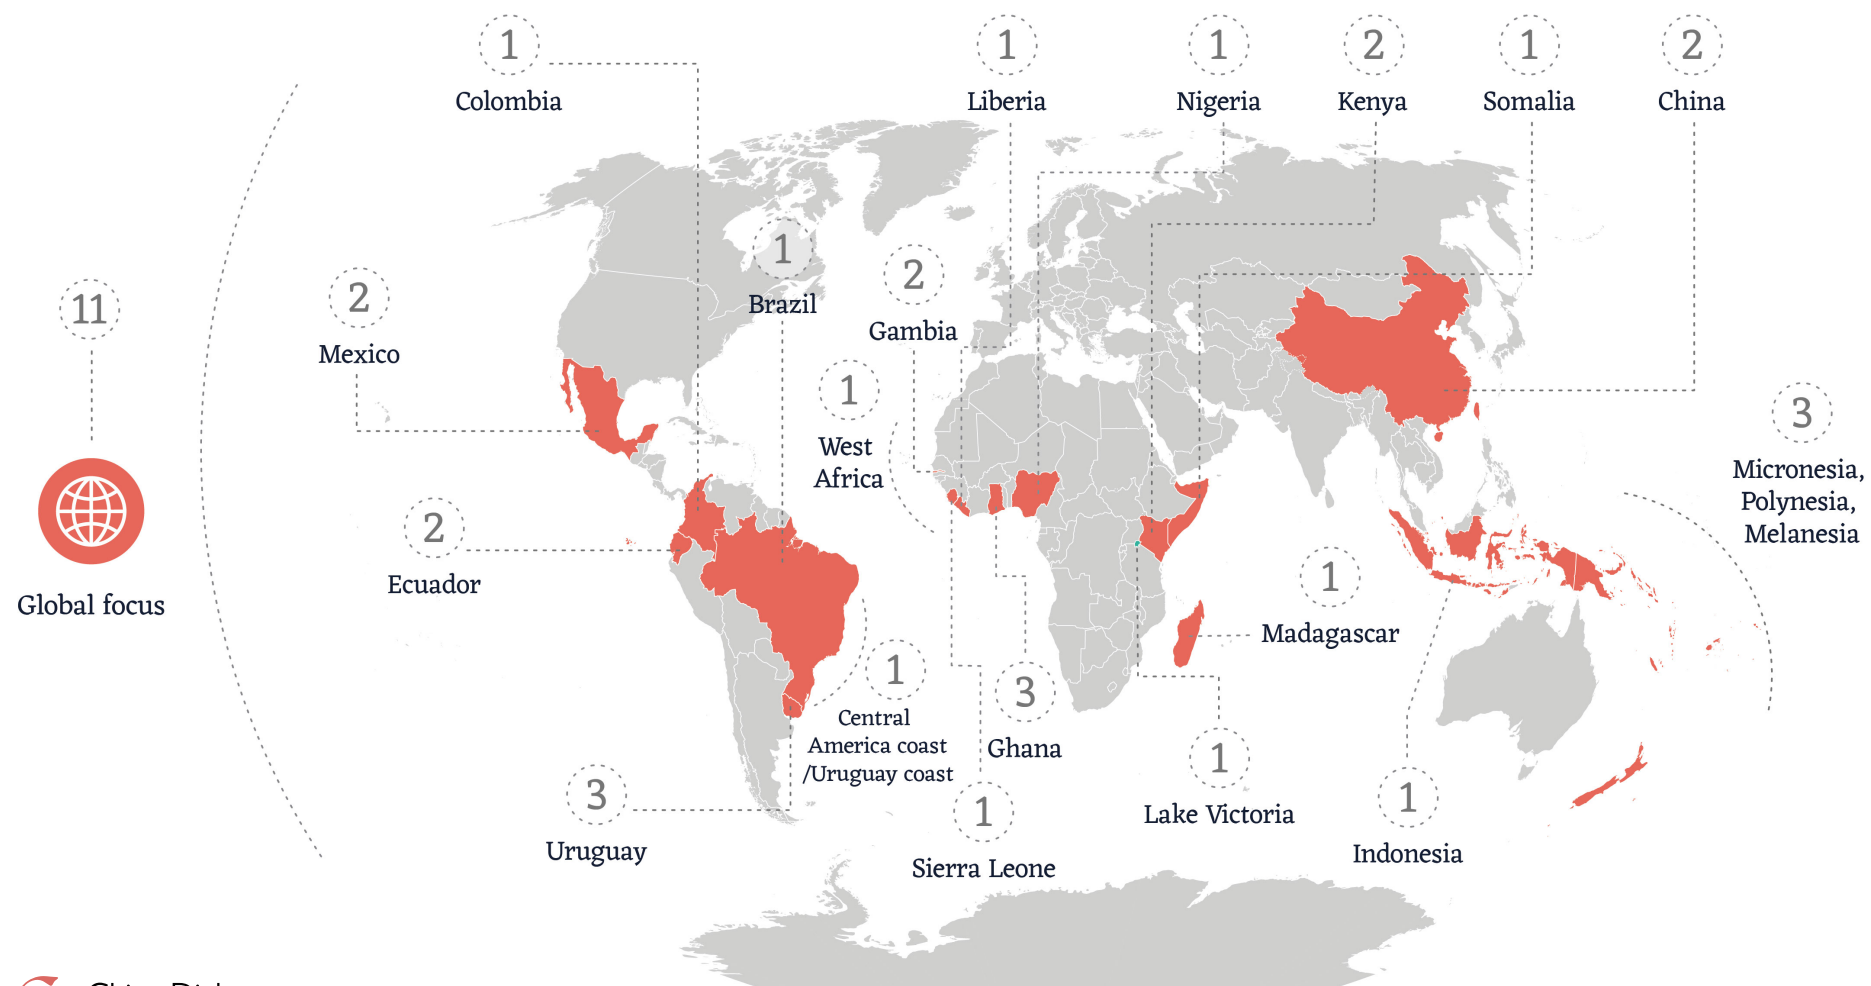 1
Colombia
1
Liberia
1
Nigeria
2
Kenya
1
Somalia
2
China
11
Global focus
2
Mexico
1
Brazil
2
Gambia
1
West
Africa
3
Micronesia,
Polynesia,
Melanesia
2
Ecuador
1
Madagascar
1
Central
America coast
/Uruguay coast
3
Ghana
3
Uruguay
1
Sierra Leone
1
Lake Victoria
1
Indonesia